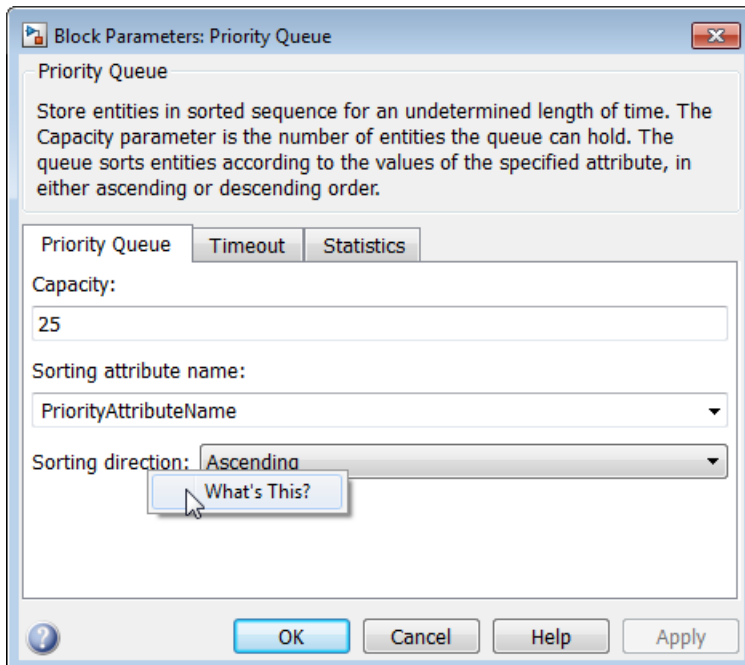 Block Parameters: Priority Queue
Priority Queue
Store entities in sorted sequence for an undetermined length of time. The
Capacity parameter is the number of entities the queue can hold. The
queue sorts entities according to the values of the specified attribute, in
either ascending or descending order.
Priority Queue Timeout Statistics
Capacity:
25
Sorting attribute name:
PriorityAttributeName
Sorting direction: Ascending
What's This?
OK Cancel Help Apply